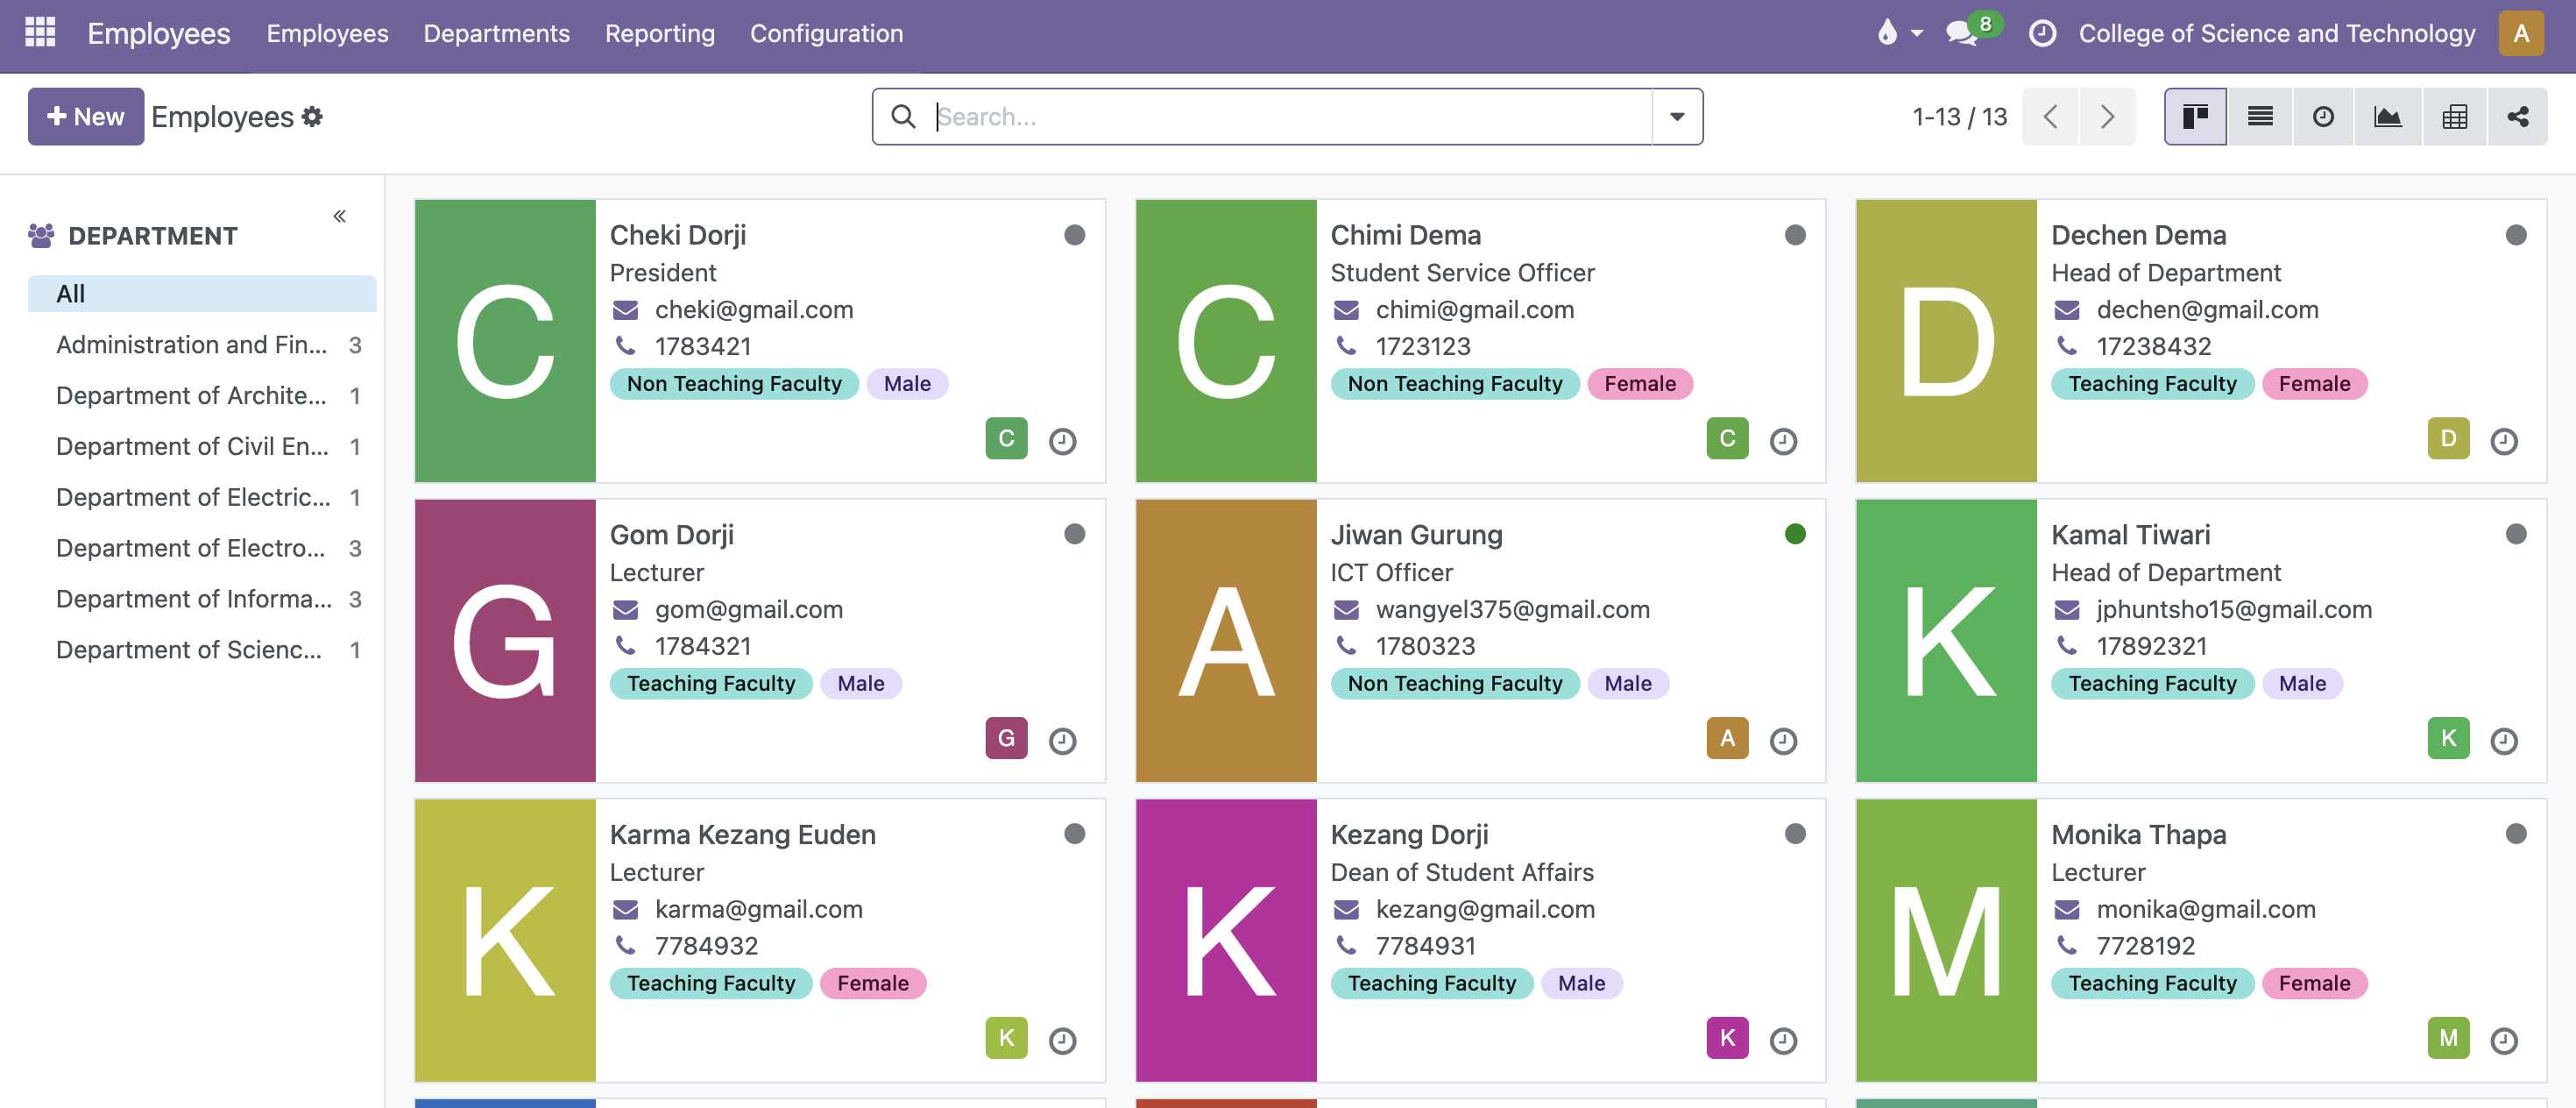 Employees Employees Departments Reporting Configuration 8 College of Science and Technology A
New Employees Search... 1-13 / 13
DEPARTMENT
All
Administration and Fin... 3
Department of Archite... 1
Department of Civil En... 1
Department of Electric... 1
Department of Electro... 3
Department of Informa... 3
Department of Scienc... 1
C
Cheki Dorji
President
cheki@gmail.com
1783421
Non Teaching Faculty Male
C
C
Chimi Dema
Student Service Officer
chimi@gmail.com
1723123
Non Teaching Faculty Female
C
D
Dechen Dema
Head of Department
dechen@gmail.com
17238432
Teaching Faculty Female
D
G
Gom Dorji
Lecturer
gom@gmail.com
1784321
Teaching Faculty Male
G
A
Jiwan Gurung
ICT Officer
wangyel375@gmail.com
1780323
Non Teaching Faculty Male
A
K
Kamal Tiwari
Head of Department
jphuntsho15@gmail.com
17892321
Teaching Faculty Male
K
K
Karma Kezang Euden
Lecturer
karma@gmail.com
7784932
Teaching Faculty Female
K
K
Kezang Dorji
Dean of Student Affairs
kezang@gmail.com
7784931
Teaching Faculty Male
K
M
Monika Thapa
Lecturer
monika@gmail.com
7728192
Teaching Faculty Female
M